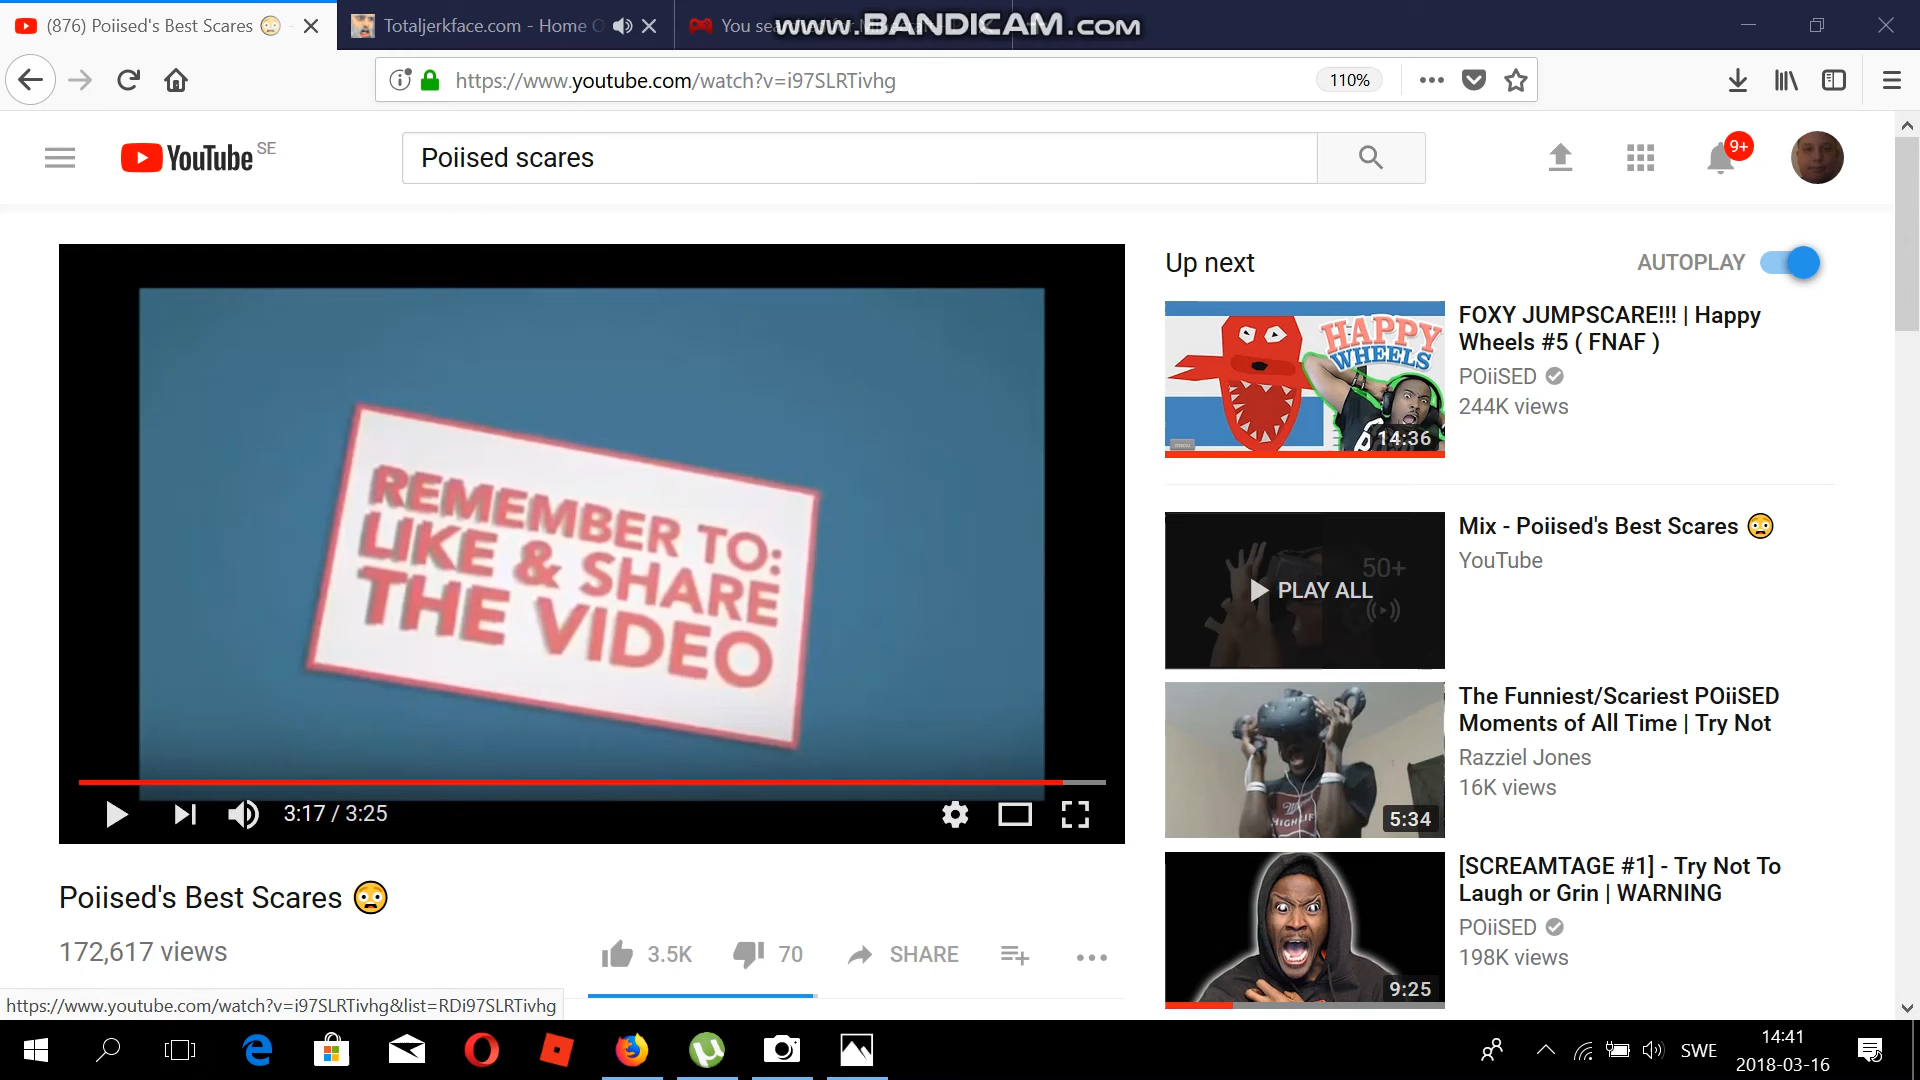 (876) Poiised's Best Scares 😳
Totaljerkface.com - Home O
You sea
www.BANDICAM.com
https://www.youtube.com/watch?v=i97SLRTivhg
110%
YouTube SE
Poiised scares
9+
REMEMBER TO:
LIKE & SHARE
THE VIDEO
3:17 / 3:25
Poiised's Best Scares 😳
172,617 views
3.5K
70
SHARE
Up next
AUTOPLAY
HAPPY
WHEELS
menu
14:36
FOXY JUMPSCARE!!! | Happy
Wheels #5 ( FNAF )
POiiSED
244K views
50+
PLAY ALL
Mix - Poiised's Best Scares 😳
YouTube
5:34
The Funniest/Scariest POiiSED
Moments of All Time | Try Not
Razziel Jones
16K views
9:25
[SCREAMTAGE #1] - Try Not To
Laugh or Grin | WARNING
POiiSED
198K views
https://www.youtube.com/watch?v=i97SLRTivhg&list=RDi97SLRTivhg
SWE
14:41
2018-03-16